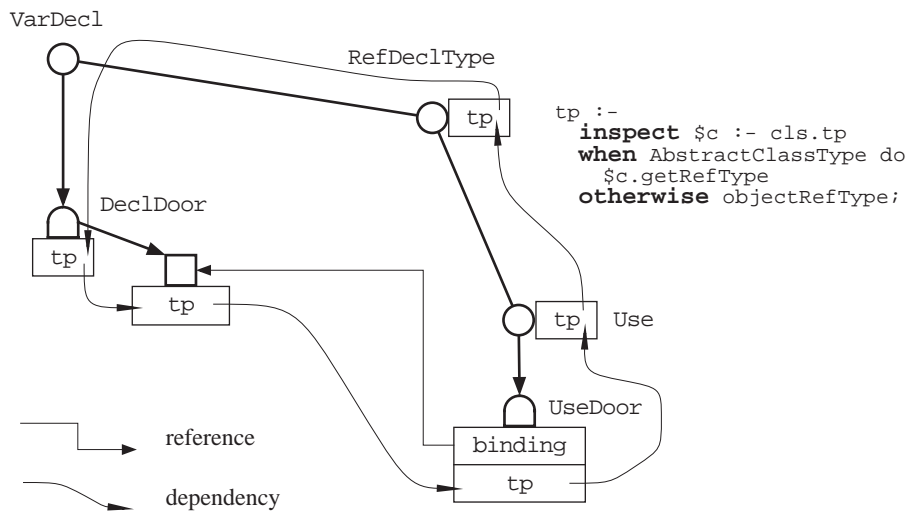 VarDecl
RefDeclType
tp
tp :-
inspect $c :- cls.tp
when AbstractClassType do
$c.getRefType
otherwise objectRefType;
DeclDoor
tp
tp
tp
Use
UseDoor
binding
tp
reference
dependency